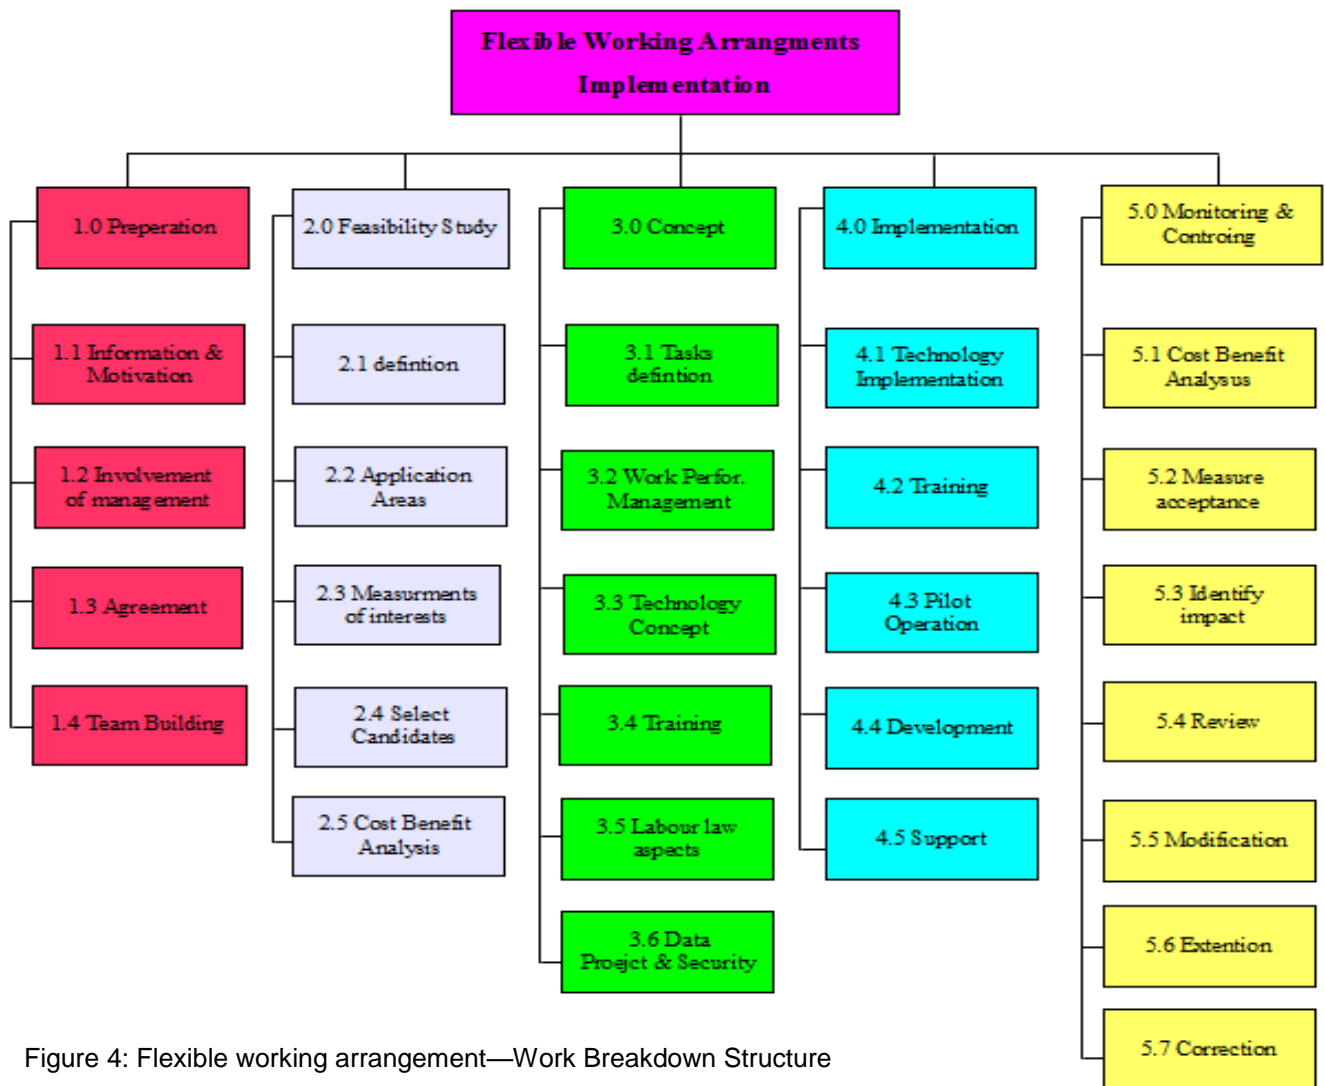 Flexible Working Arrangments
Implementation
1.0 Preperation
1.1 Information &
Motivation
1.2 Involvement
of management
1.3 Agreement
1.4 Team Building
2.0 Feasibility Study
2.1 defintion
2.2 Application
Areas
2.3 Measurments
of interests
2.4 Select
Candidates
2.5 Cost Benefit
Analysis
3.0 Concept
3.1 Tasks
defintion
3.2 Work Perfor.
Management
3.3 Technology
Concept
3.4 Training
3.5 Labour law
aspects
3.6 Data
Proejct & Security
4.0 Implementation
4.1 Technology
Implementation
4.2 Training
4.3 Pilot
Operation
4.4 Development
4.5 Support
5.0 Monitoring &
Controing
5.1 Cost Benefit
Analysus
5.2 Measure
acceptance
5.3 Identify
impact
5.4 Review
5.5 Modification
5.6 Extention
5.7 Correction
Figure 4: Flexible working arrangement—Work Breakdown Structure